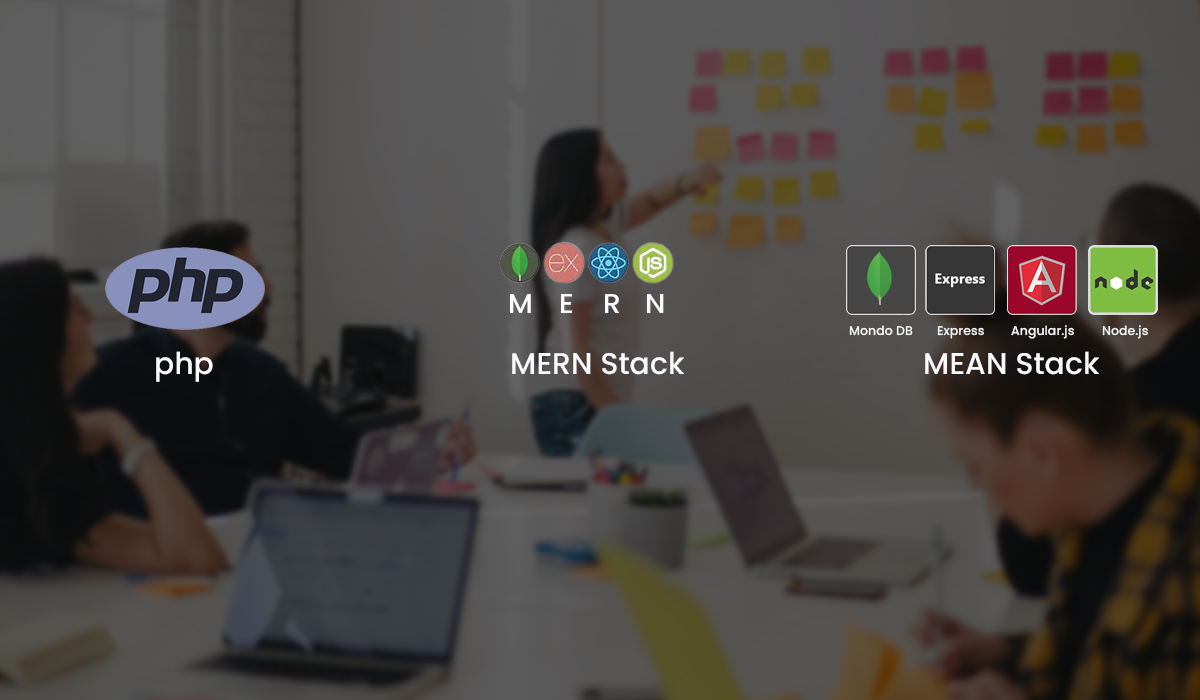 php
php
M E R N
MERN Stack
ex
JS
Express
node
Mondo DB
Express
Angular.js
Node.js
MEAN Stack